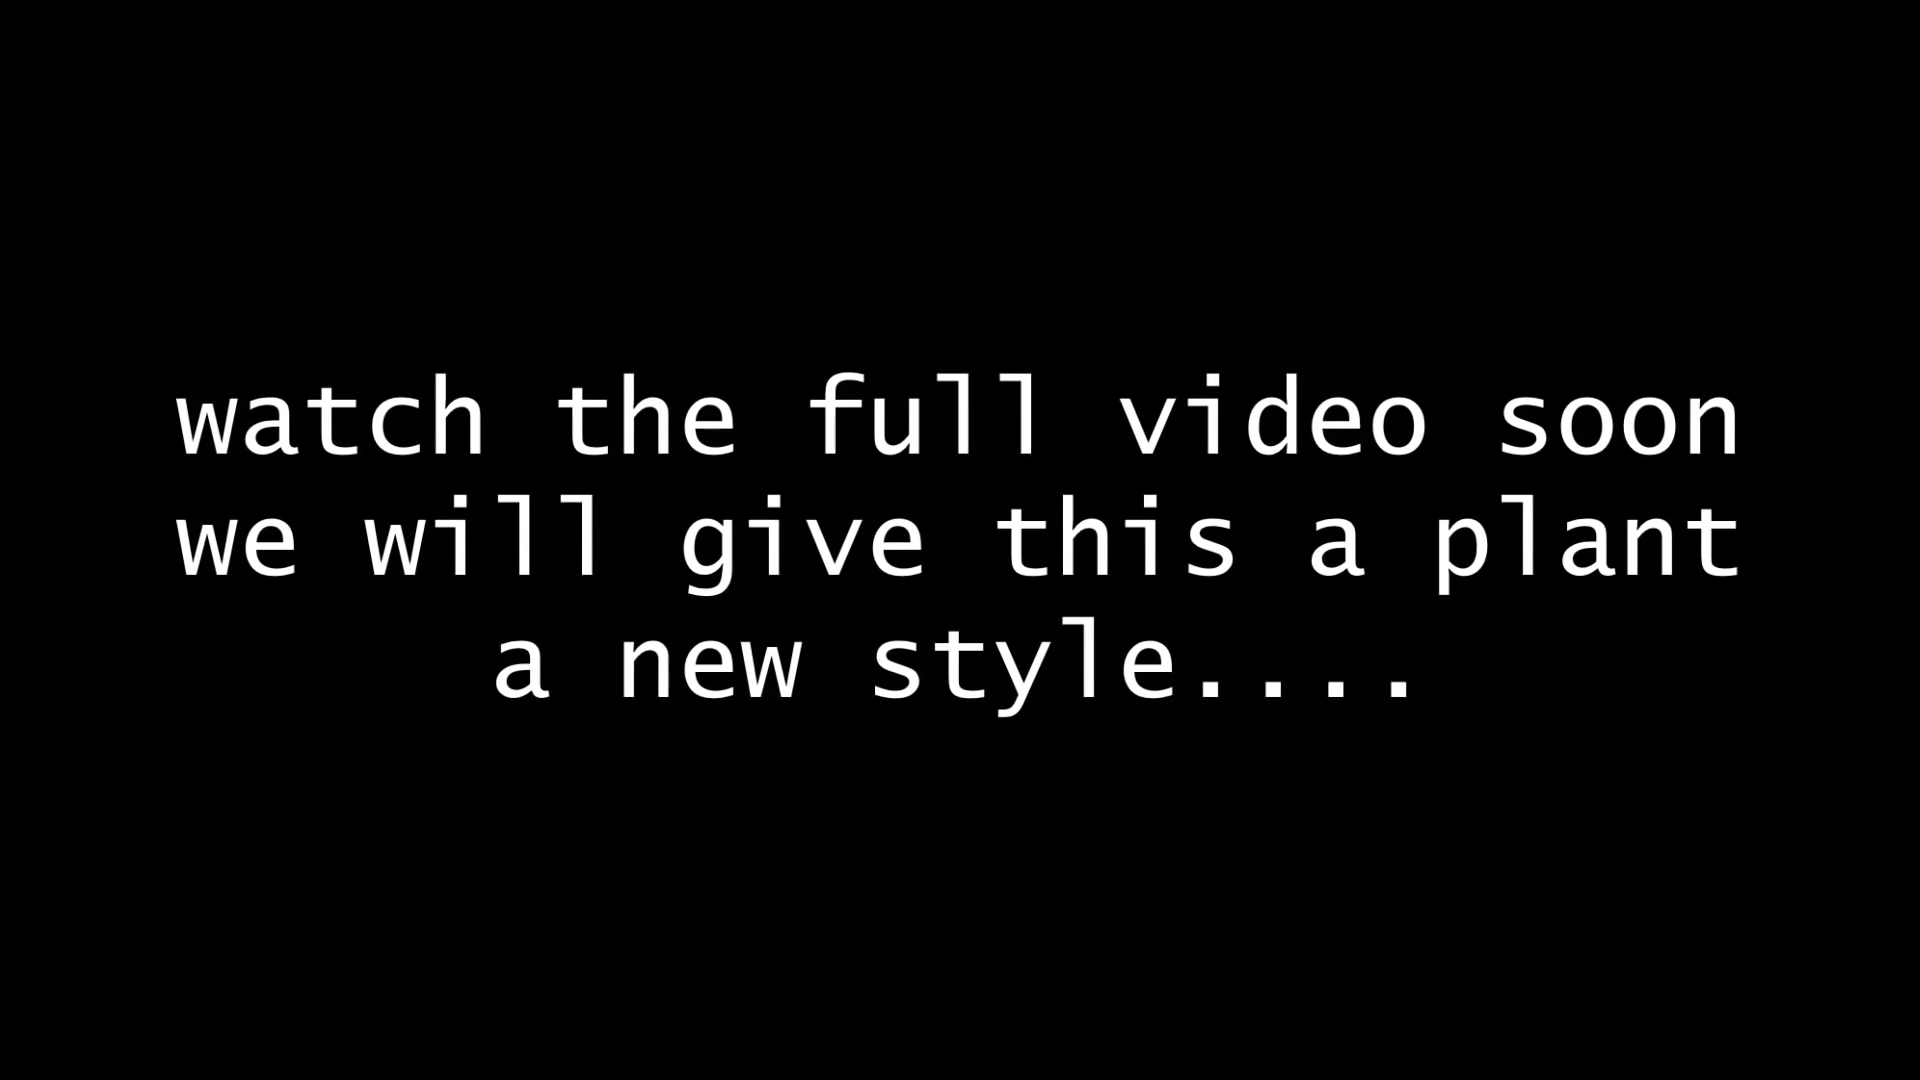 watch the full video soon
we will give this a plant
a new style....